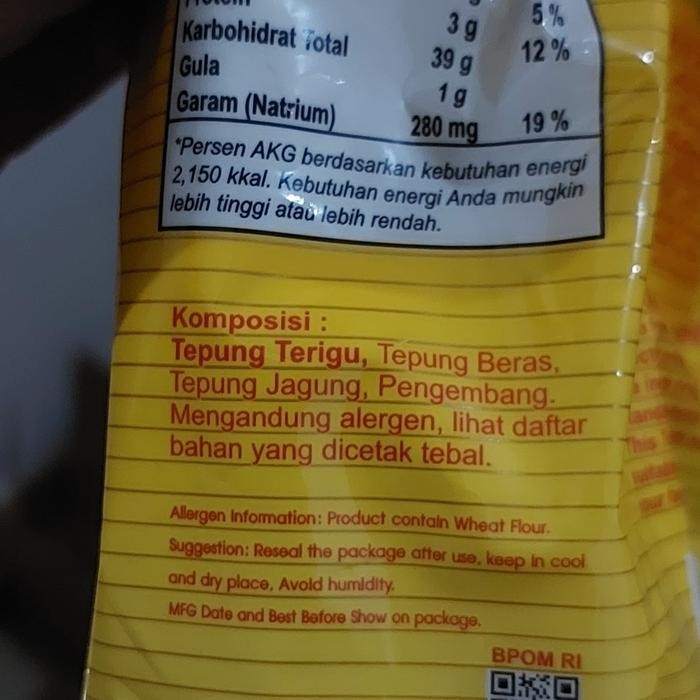 Protein 3 g 5 %
Karbohidrat Total 39 g 12 %
Gula 1 g
Garam (Natrium) 280 mg 19 %
*Persen AKG berdasarkan kebutuhan energi
2,150 kkal. Kebutuhan energi Anda mungkin
lebih tinggi atau lebih rendah.
Komposisi :
Tepung Terigu, Tepung Beras,
Tepung Jagung, Pengembang.
Mengandung alergen, lihat daftar
bahan yang dicetak tebal.
Allergen Information: Product contain Wheat Flour.
Suggestion: Reseal the package after use, keep in cool
and dry place, Avoid humidity.
MFG Date and Best Before Show on package.
BPOM RI
This